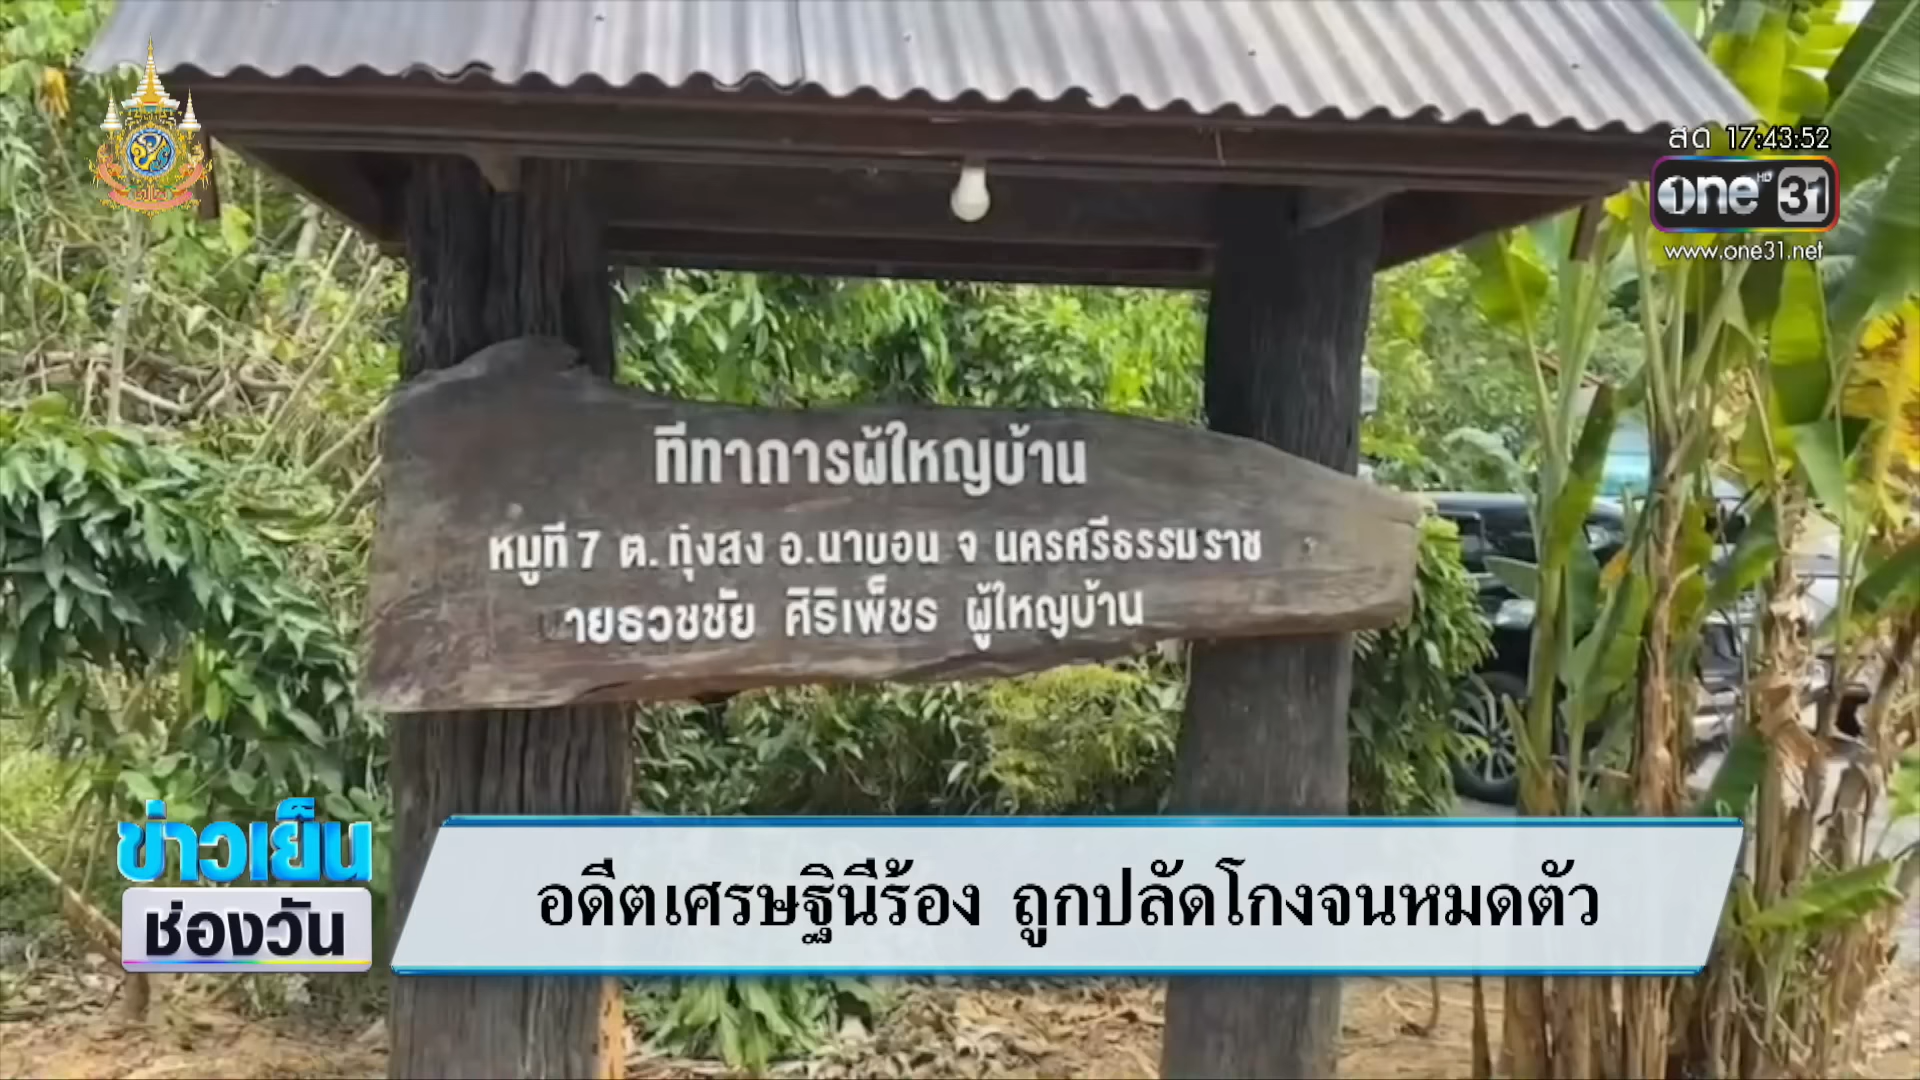 สด 17:43:52
one HD 31
www.one31.net
ทีทาการผู้ใหญบ้าน
หมูที 7 ต.ทุ่งสง อ.นาบอน จ นครศรีธรรมราช
ายธวชชัย ศิริเพ็ชร ผู้ใหญบ้าน
ข่าวเย็น
ช่องวัน
อดีตเศรษฐินีร้อง ถูกปลัดโกงจนหมดตัว